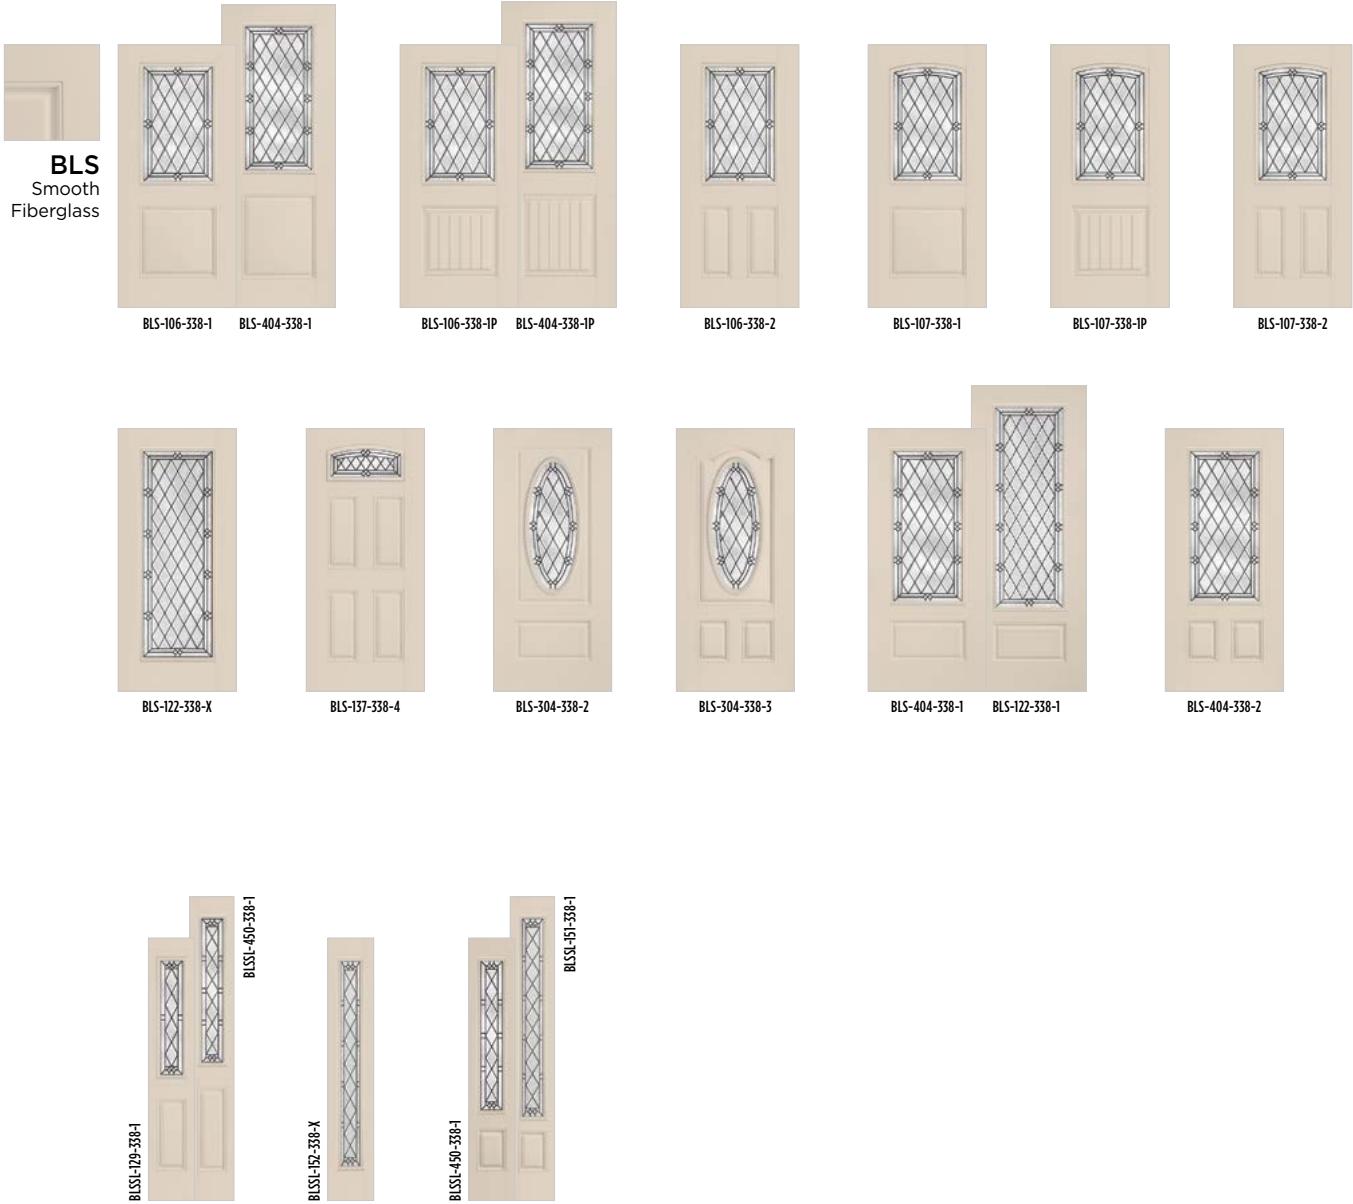 BLS
Smooth
Fiberglass
BLS-106-338-1 BLS-404-338-1
BLS-106-338-1P BLS-404-338-1P
BLS-106-338-2
BLS-107-338-1
BLS-107-338-1P
BLS-107-338-2
BLS-122-338-X
BLS-137-338-4
BLS-304-338-2
BLS-304-338-3
BLS-404-338-1 BLS-122-338-1
BLS-404-338-2
BLSSL-129-338-1
BLSSL-450-338-1
BLSSL-152-338-X
BLSSL-450-338-1
BLSSL-151-338-1